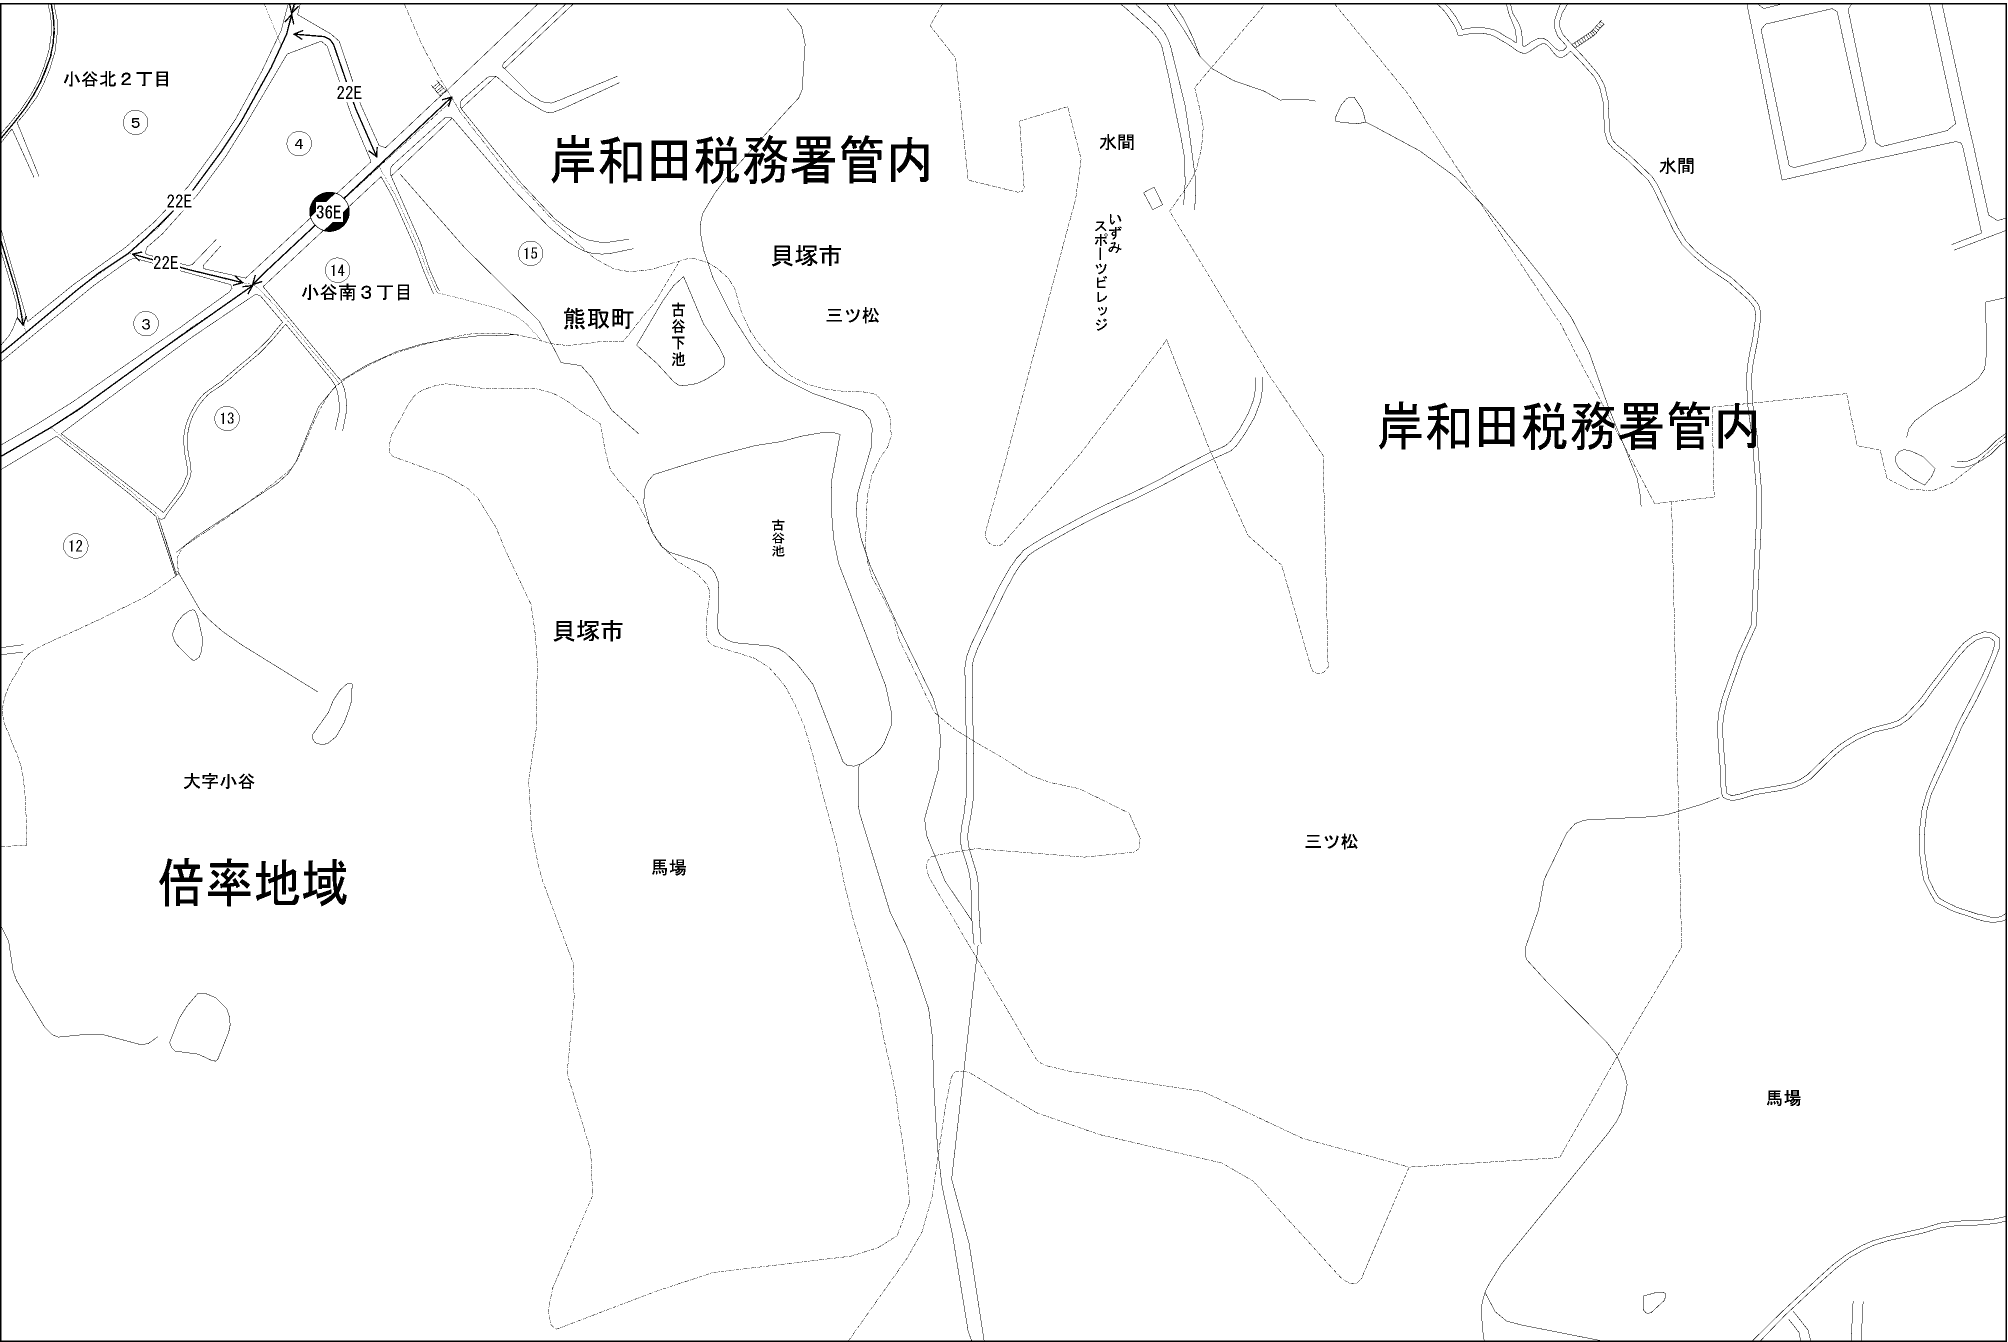 小谷北２丁目
5
22E
4
22E
36E
22E
14
小谷南３丁目
15
3
13
12
岸和田税務署管内
貝塚市
熊取町
古谷下池
三ツ松
水間
いずみ
スポーツビレッジ
水間
岸和田税務署管内
古谷池
貝塚市
大字小谷
倍率地域
馬場
三ツ松
馬場